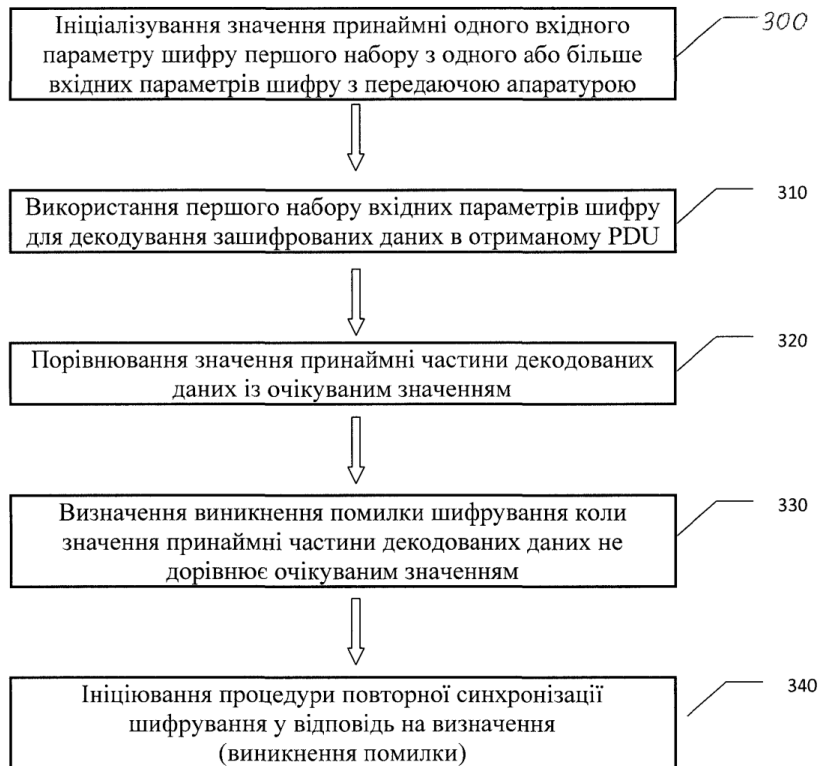 Ініціалізування значення принаймні одного вхідного
параметру шифру першого набору з одного або більше
вхідних параметрів шифру з передаючою апаратурою
300
Використання першого набору вхідних параметрів шифру
для декодування зашифрованих даних в отриманому PDU
310
Порівнювання значення принаймні частини декодованих
даних із очікуваним значенням
320
Визначення виникнення помилки шифрування коли
значення принаймні частини декодованих даних не
дорівнює очікуваним значенням
330
Ініціювання процедури повторної синхронізації
шифрування у відповідь на визначення
(виникнення помилки)
340